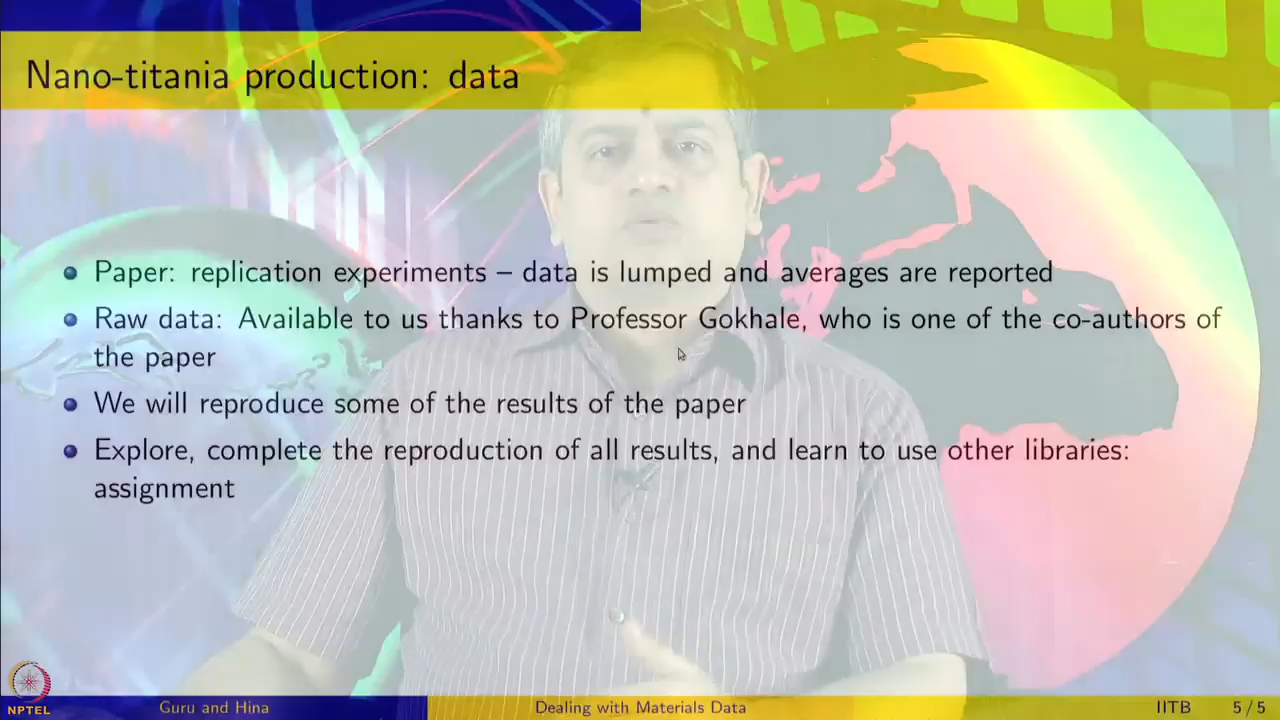 Nano-titania production: data
Paper: replication experiments – data is lumped and averages are reported
Raw data: Available to us thanks to Professor Gokhale, who is one of the co-authors of
the paper
We will reproduce some of the results of the paper
Explore, complete the reproduction of all results, and learn to use other libraries:
assignment
NPTEL
Guru and Hina
Dealing with Materials Data
IITB
5 / 5